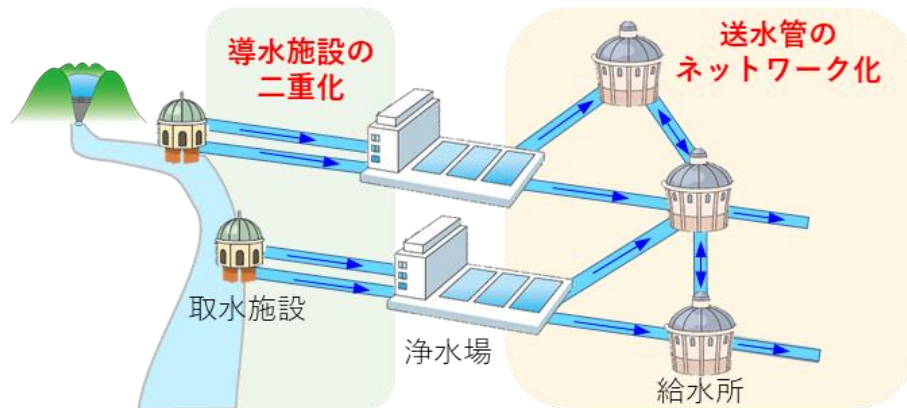 導水施設の
二重化
送水管の
ネットワーク化
取水施設
浄水場
給水所